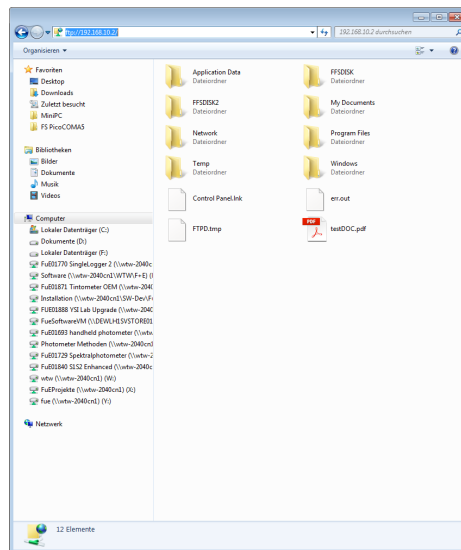 ftp://192.168.10.2/
192.168.10.2 durchsuchen
Organisieren
Favoriten
Desktop
Downloads
Zuletzt besucht
MiniPC
FS PicoCOMA5
Bibliotheken
Bilder
Dokumente
Musik
Videos
Computer
Lokaler Datenträger (C:)
Dokumente (D:)
Lokaler Datenträger (F:)
FuE01770 SingleLogger 2 (\\wtw-2040c
Software (\\wtw-2040cn1\WTW\F+E) (I
FuE01871 Tintometer OEM (\\wtw-2040
Installation (\\wtw-2040cn1\SW-Dev\F
FUE01888 YSI Lab Upgrade (\\wtw-2040
FueSoftwareVM (\\DEWLH1SVSTORE01
FuE01693 handheld photometer (\\wtw
Photometer Methoden (\\wtw-2040cn1
FuE01729 Spektralphotometer (\\wtw-2
FuE01840 S1S2 Enhanced (\\wtw-2040c
wtw (\\wtw-2040cn1) (W:)
FuEProjekte (\\wtw-2040cn1) (X:)
fue (\\wtw-2040cn1) (Y:)
Netzwerk
Application Data
Dateiordner
FFSDISK
Dateiordner
FFSDISK2
Dateiordner
My Documents
Dateiordner
Network
Dateiordner
Program Files
Dateiordner
Temp
Dateiordner
Windows
Dateiordner
Control Panel.lnk
err.out
FTPD.tmp
PDF
testDOC.pdf
12 Elemente